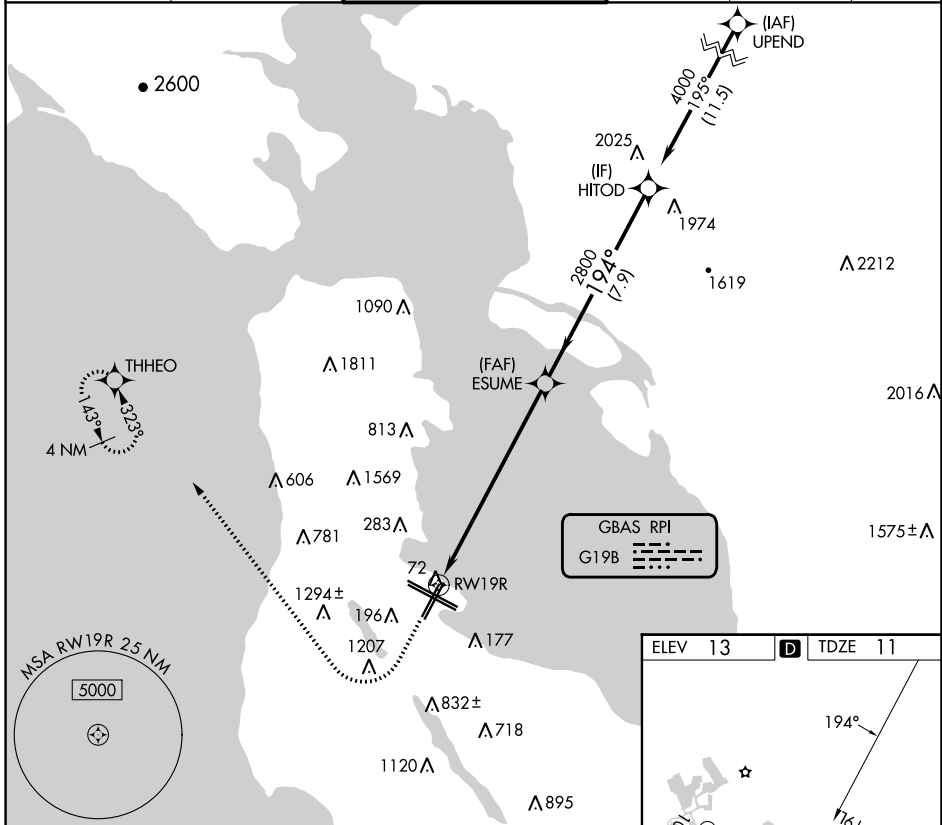 (IAF)
UPEND
2600
4000
195°
(11.5)
2025
(IF)
HITOD
1974
2800
194°
(7.9)
2212
1619
1090
THHEO
1811
(FAF)
ESUME
143°
323°
2016
4 NM
813
606
1569
GBAS RPI
G19B
781
283
1575±
72
RW19R
1294±
196
1207
177
MSA RW19R 25 NM
5000
ELEV 13
D
TDZE 11
832±
718
194°
1120
895